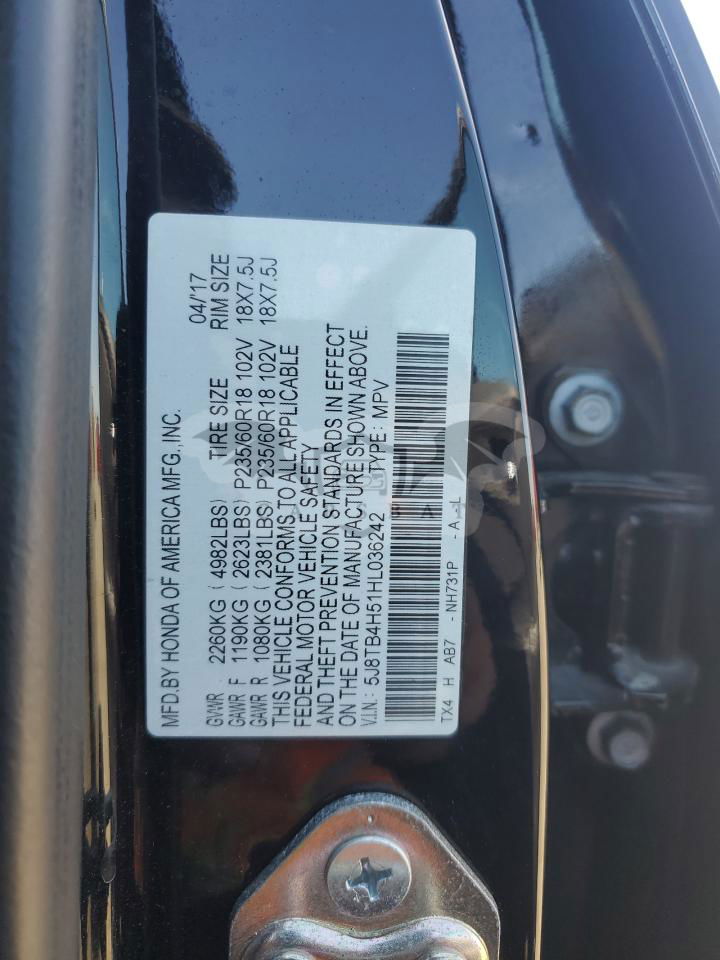 MFD.BY HONDA OF AMERICA MFG., INC. 04/'17
GVWR : 2260KG ( 4982LBS) TIRE SIZE RIM SIZE
GAWR F : 1190KG ( 2623LBS) P235/60R18 102V 18X7.5J
GAWR R : 1080KG ( 2381LBS) P235/60R18 102V 18X7.5J
THIS VEHICLE CONFORMS TO ALL APPLICABLE
FEDERAL MOTOR VEHICLE SAFETY
AND THEFT PREVENTION STANDARDS IN EFFECT
ON THE DATE OF MANUFACTURE SHOWN ABOVE.
V.I.N.: 5J8TB4H51HL036242 TYPE: MPV
TX4 H AB7 - NH731P - A - L